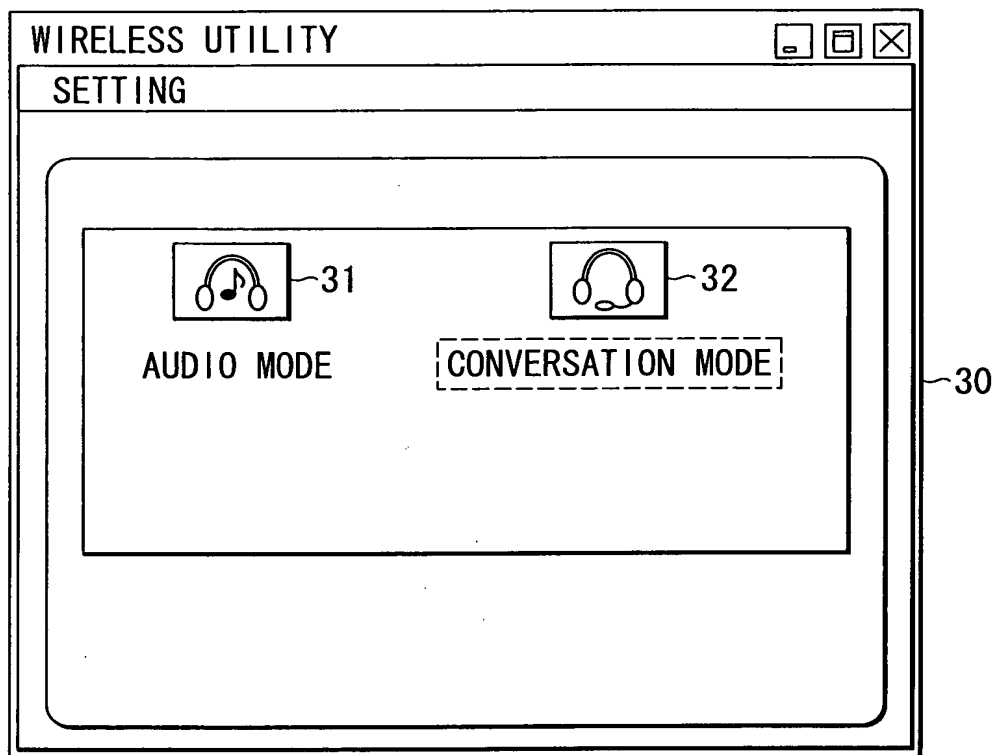 WIRELESS UTILITY
SETTING
31
32
AUDIO MODE
CONVERSATION MODE
30